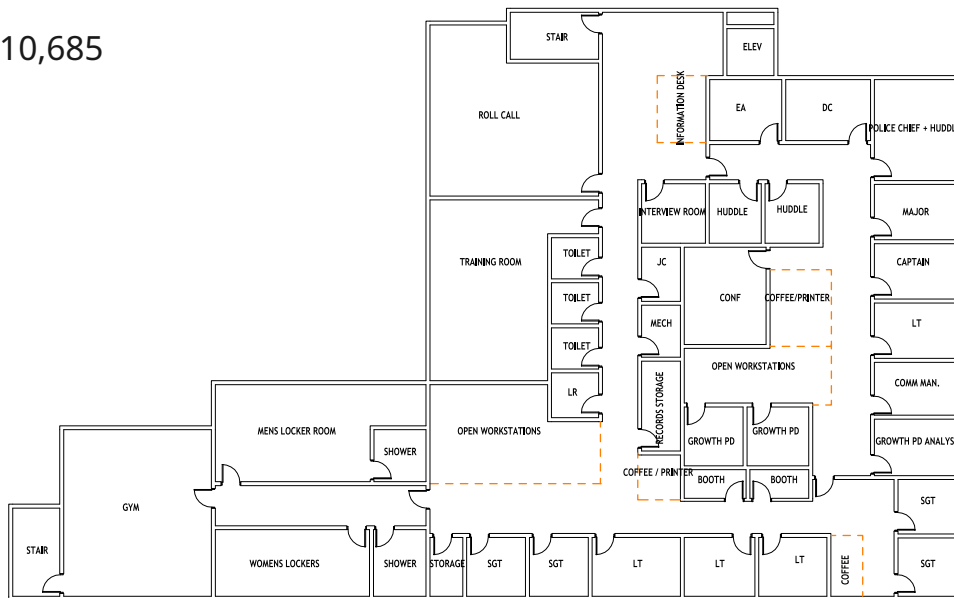 10,685
STAIR
ELEV
INFORMATION DESK
ROLL CALL
EA
DC
POLICE CHIEF + HUDDL
INTERVIEW ROOM
HUDDLE
HUDDLE
MAJOR
TRAINING ROOM
TOILET
JC
CAPTAIN
TOILET
CONF
COFFEE/PRINTER
MECH
LT
TOILET
OPEN WORKSTATIONS
LR
RECORDS STORAGE
COMM MAN.
MENS LOCKER ROOM
OPEN WORKSTATIONS
GROWTH PD
GROWTH PD
GROWTH PD ANALYS
SHOWER
COFFEE / PRINTER
BOOTH
BOOTH
GYM
SGT
STAIR
WOMENS LOCKERS
SHOWER
STORAGE
SGT
SGT
LT
LT
LT
COFFEE
SGT